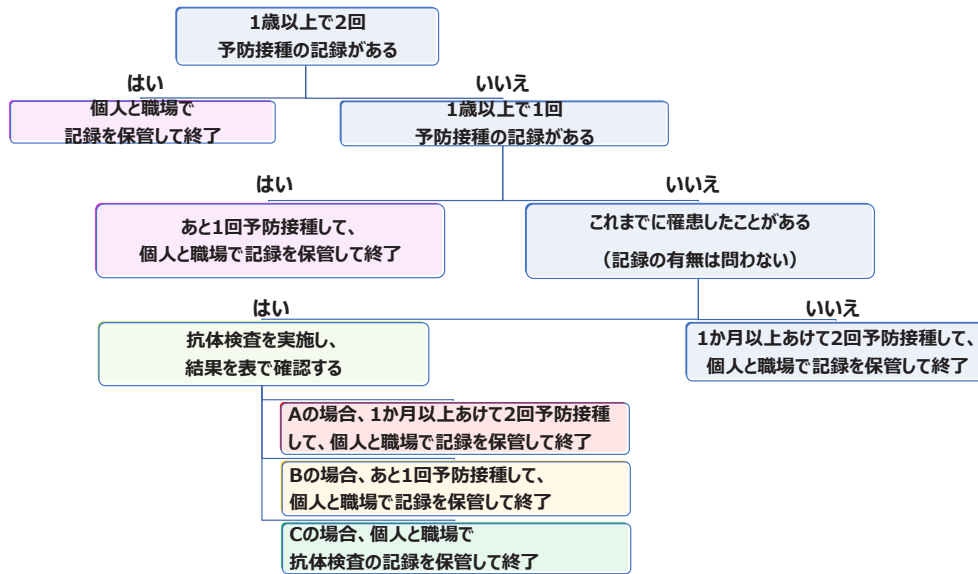 1歳以上で2回
予防接種の記録がある
はい
いいえ
個人と職場で
記録を保管して終了
1歳以上で1回
予防接種の記録がある
はい
いいえ
あと1回予防接種して、
個人と職場で記録を保管して終了
これまでに罹患したことがある
（記録の有無は問わない）
はい
いいえ
抗体検査を実施し、
結果を表で確認する
1か月以上あけて2回予防接種して、
個人と職場で記録を保管して終了
Aの場合、1か月以上あけて2回予防接種
して、個人と職場で記録を保管して終了
Bの場合、あと1回予防接種して、
個人と職場で記録を保管して終了
Cの場合、個人と職場で
抗体検査の記録を保管して終了